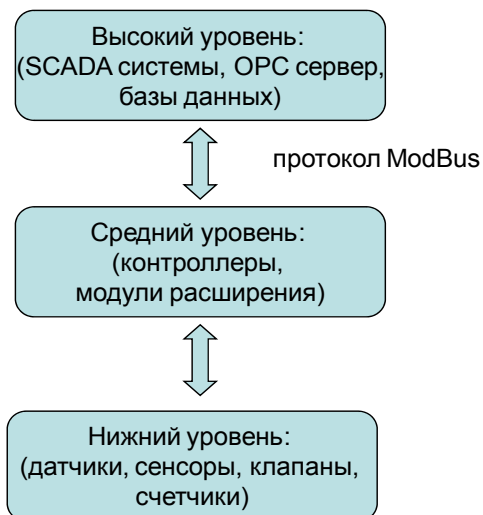 Высокий уровень:
(SCADA системы, OPC сервер,
базы данных)
протокол ModBus
Средний уровень:
(контроллеры,
модули расширения)
Нижний уровень:
(датчики, сенсоры, клапаны,
счетчики)